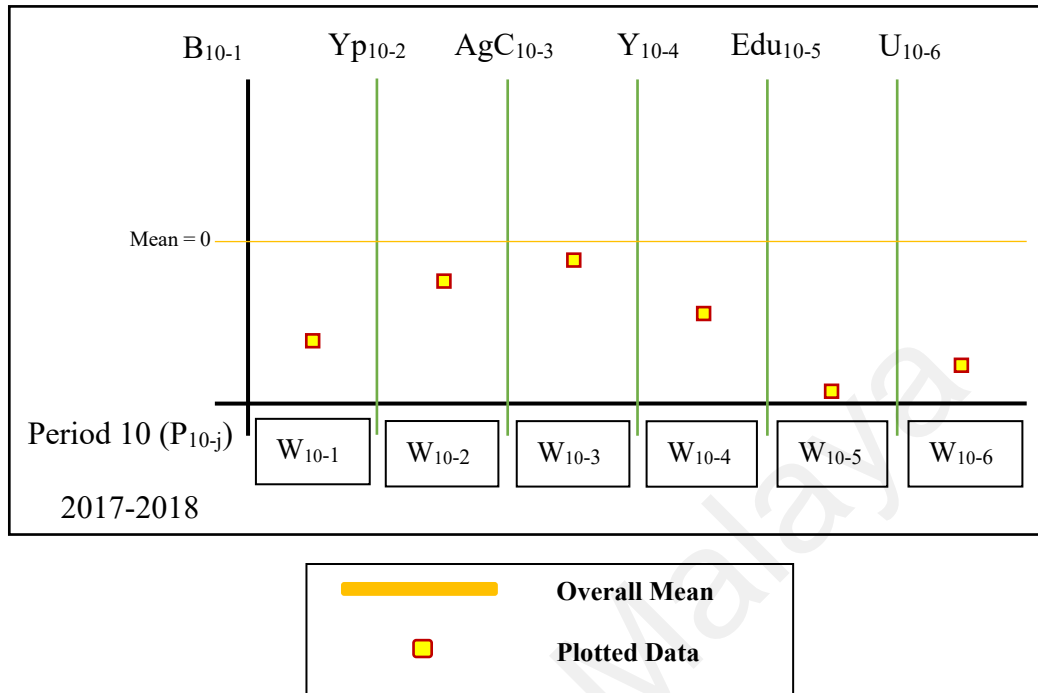 B10-1 Yp10-2 AgC10-3 Y10-4 Edu10-5 U10-6
Mean = 0
Period 10 (P10-j)
W10-1 W10-2 W10-3 W10-4 W10-5 W10-6
2017-2018
Overall Mean
Plotted Data
Malaya